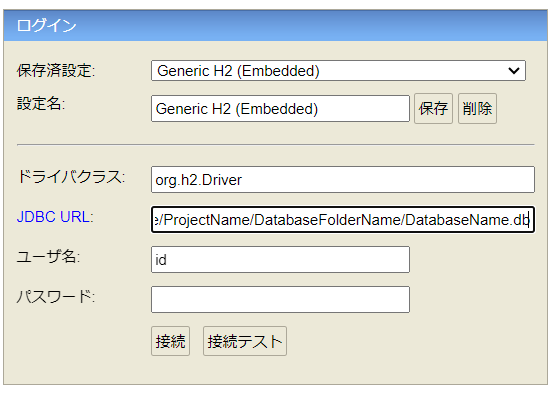 ログイン
保存済設定: Generic H2 (Embedded)
設定名: Generic H2 (Embedded) 保存 削除
ドライバクラス: org.h2.Driver
JDBC URL: e/ProjectName/DatabaseFolderName/DatabaseName.db
ユーザ名: id
パスワード:
接続 接続テスト